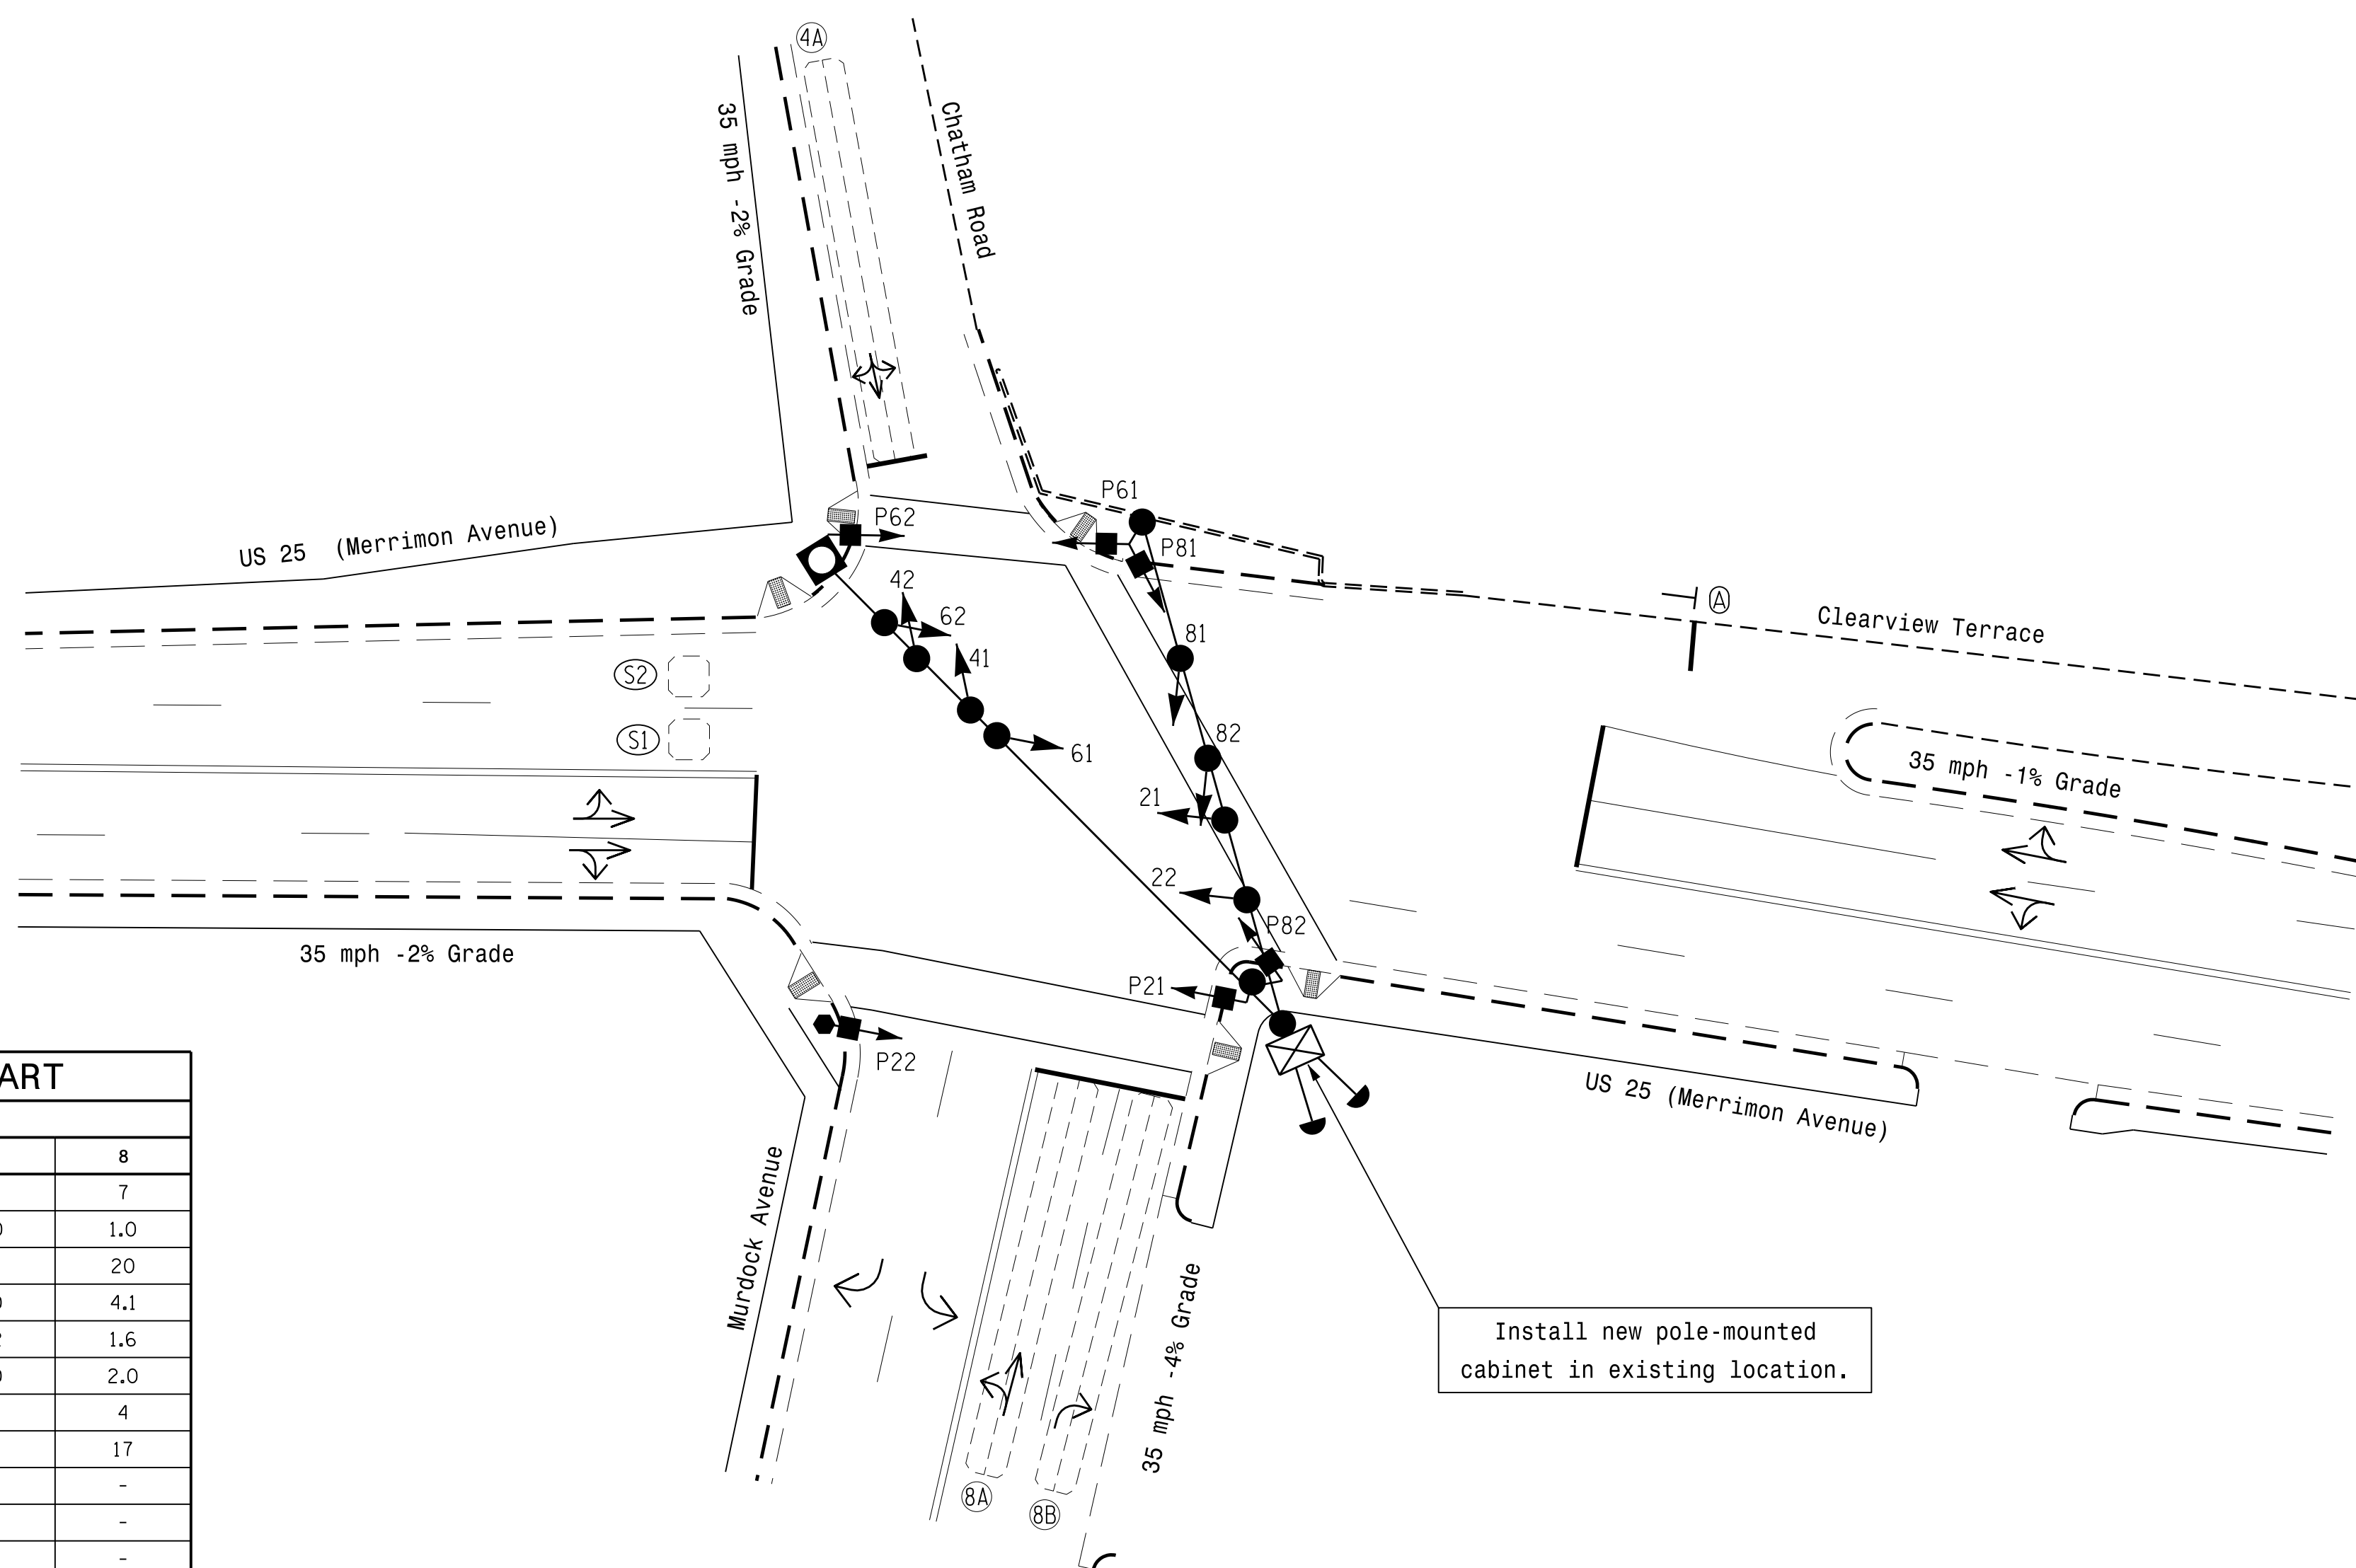 4A
35 mph -2% Grade
Chatham Road
P61
P62
P81
US 25 (Merrimon Avenue)
42
62
A
Clearview Terrace
81
41
S2
82
S1
61
35 mph -1% Grade
21
22
P82
35 mph -2% Grade
P21
P22
US 25 (Merrimon Avenue)
ART
8
7
0 1.0
20
0 4.1
1.6
0 2.0
4
17
-
-
-
Murdock Avenue
35 mph -4% Grade
Install new pole-mounted
cabinet in existing location.
8A
8B